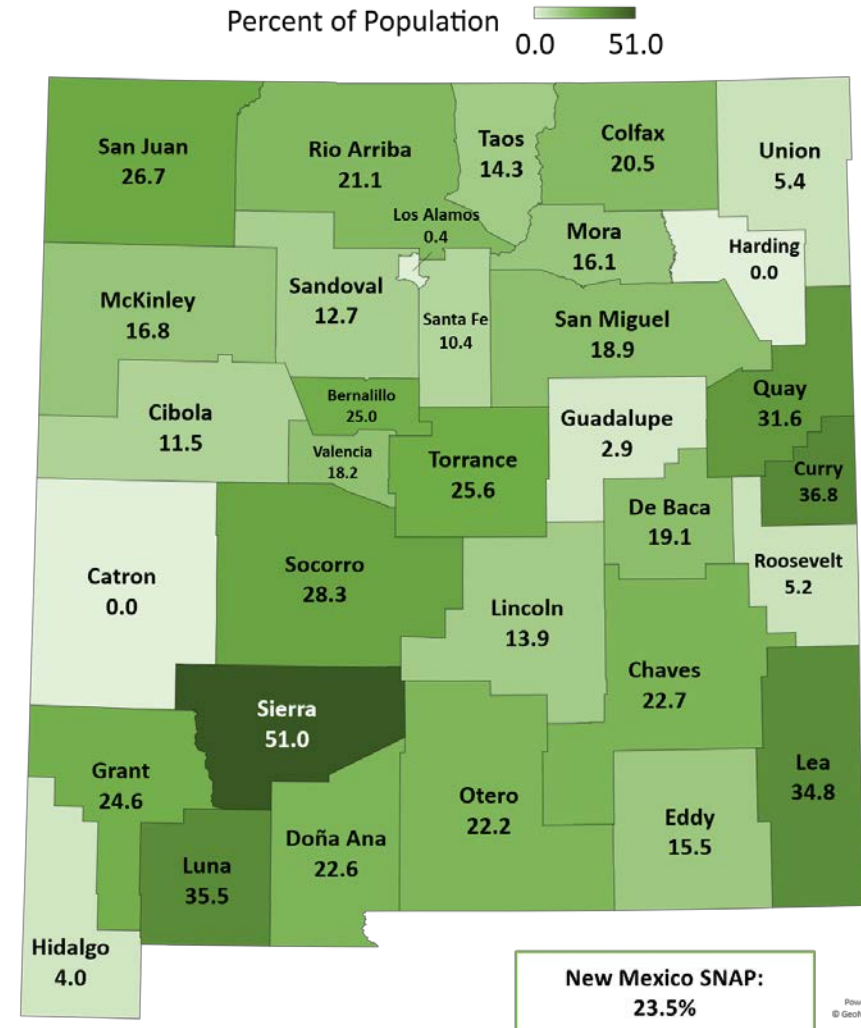 Percent of Population
0.0 51.0
San Juan
26.7
Rio Arriba
21.1
Taos
14.3
Colfax
20.5
Union
5.4
Los Alamos
0.4
Mora
16.1
Harding
0.0
McKinley
16.8
Sandoval
12.7
Santa Fe
10.4
San Miguel
18.9
Quay
31.6
Cibola
11.5
Bernalillo
25.0
Guadalupe
2.9
Valencia
18.2
Torrance
25.6
Curry
36.8
De Baca
19.1
Catron
0.0
Socorro
28.3
Roosevelt
5.2
Lincoln
13.9
Chaves
22.7
Sierra
51.0
Grant
24.6
Lea
34.8
Otero
22.2
Eddy
15.5
Doña Ana
22.6
Luna
35.5
Hidalgo
4.0
New Mexico SNAP:
23.5%